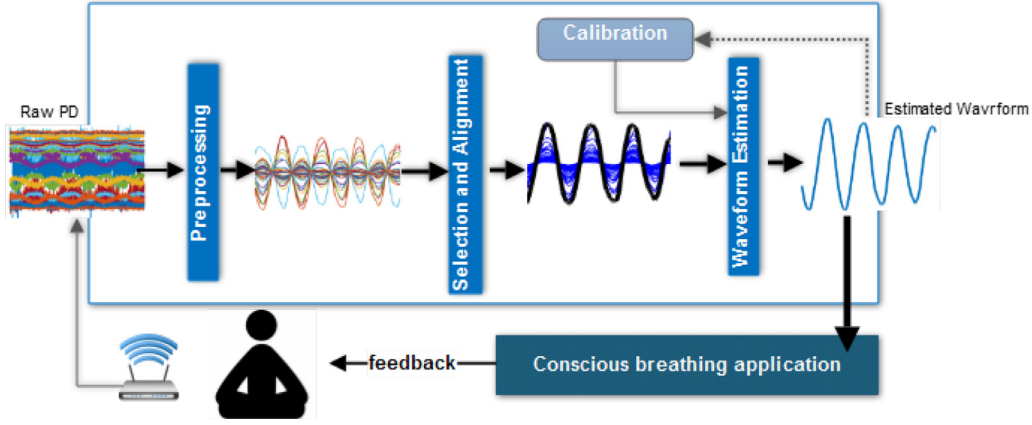 Calibration
Raw PD
Preprocessing
Selection and Alignment
Waveform Estimation
Estimated Wavrform
feedback
Conscious breathing application